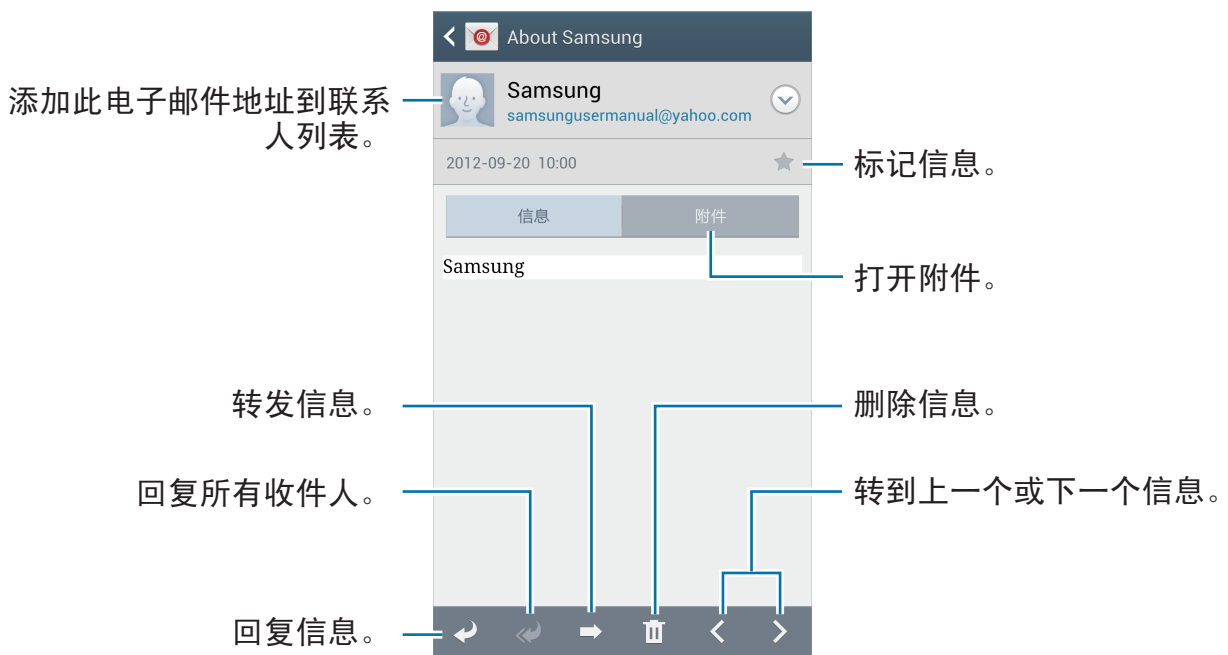 About Samsung
添加此电子邮件地址到联系
人列表。
Samsung
samsungusermanual@yahoo.com
2012-09-20 10:00
标记信息。
信息
附件
Samsung
打开附件。
转发信息。
删除信息。
回复所有收件人。
转到上一个或下一个信息。
回复信息。